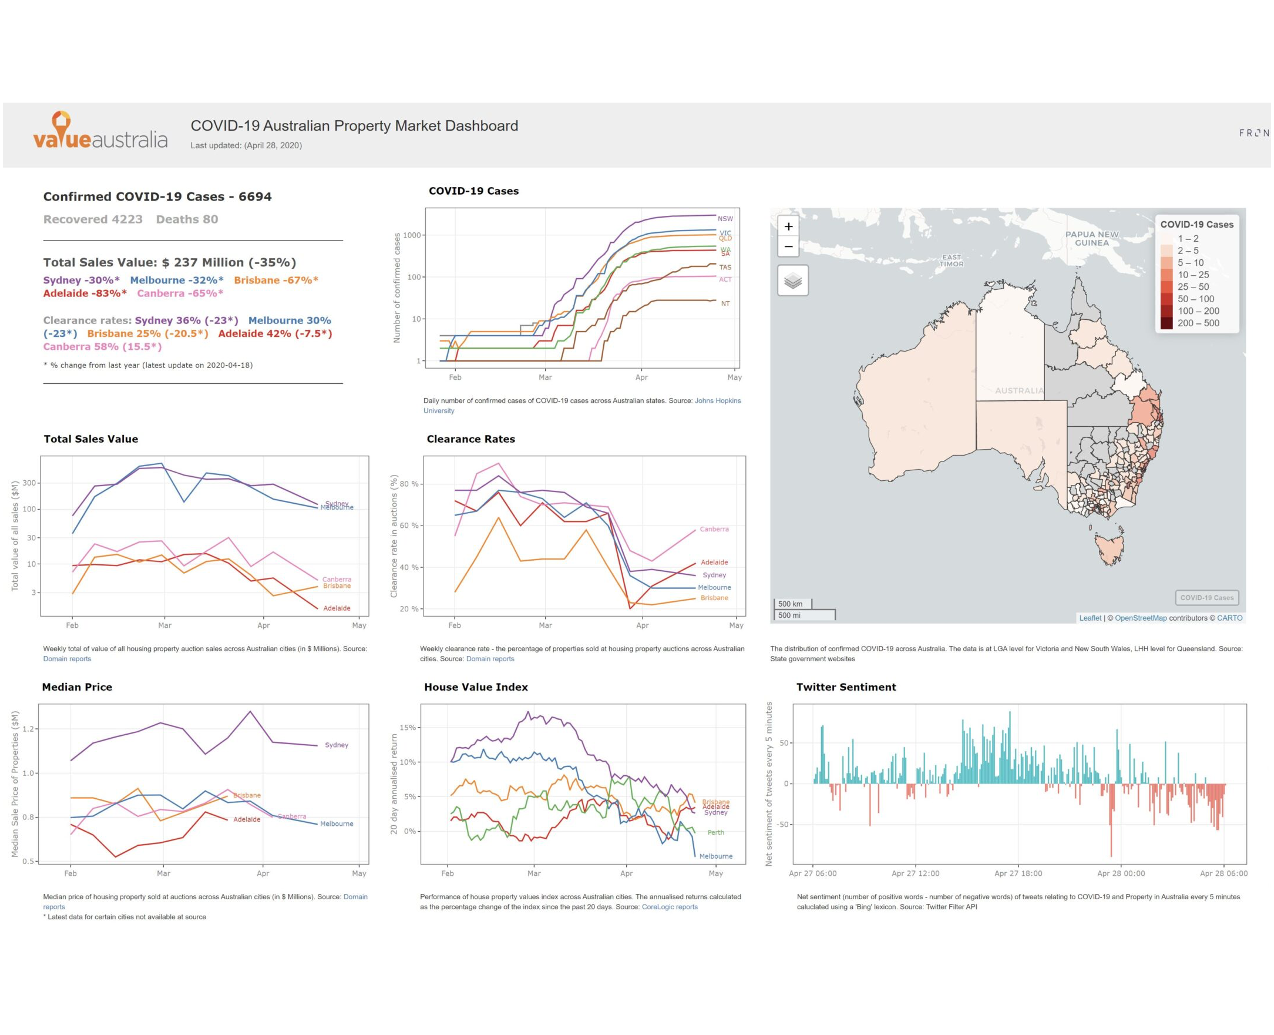 valueaustralia
COVID-19 Australian Property Market Dashboard
Last updated: (April 28, 2020)
FRON
Confirmed COVID-19 Cases - 6694
Recovered 4223 Deaths 80
Total Sales Value: $ 237 Million (-35%)
Sydney -30%* Melbourne -32%* Brisbane -67%*
Adelaide -83%* Canberra -65%*
Clearance rates: Sydney 36% (-23*) Melbourne 30%
(-23*) Brisbane 25% (-20.5*) Adelaide 42% (-7.5*)
Canberra 58% (15.5*)
* % change from last year (latest update on 2020-04-18)
COVID-19 Cases
Number of confirmed cases
1000
100
10
4
1
NSW
VIC
QLD
WA
SA
TAS
ACT
NT
Feb Mar Apr May
Daily number of confirmed cases of COVID-19 cases across Australian states. Source: Johns Hopkins
University
+
−
COVID-19 Cases
1 – 2
2 – 5
5 – 10
10 – 25
25 – 50
50 – 100
100 – 200
200 – 500
PAPUA NEW
GUINEA
EAST
TIMOR
AUSTRALIA
500 km
500 mi
COVID-19 Cases
Leaflet | © OpenStreetMap contributors © CARTO
The distribution of confirmed COVID-19 across Australia. The data is at LGA level for Victoria and New South Wales, LHH level for Queensland. Source:
State government websites
Total Sales Value
Total value of all sales ($M)
300
100
30
10
3
Sydney
Melbourne
Canberra
Brisbane
Adelaide
Feb Mar Apr May
Weekly total of value of all housing property auction sales across Australian cities (in $ Millions). Source:
Domain reports
Clearance Rates
Clearance rate in auctions (%)
80 %
60 %
40 %
20 %
Canberra
Adelaide
Sydney
Melbourne
Brisbane
Feb Mar Apr May
Weekly clearance rate - the percentage of properties sold at housing property auctions across Australian
cities. Source: Domain reports
Median Price
Median Sale Price of Properties ($M)
1.2
1.0
0.8
0.5
Sydney
Brisbane
Canberra
Adelaide
Melbourne
Feb Mar Apr May
Median price of housing property sold at auctions across Australian cities (in $ Millions). Source: Domain
reports
* Latest data for certain cities not available at source
House Value Index
20 day annualised return
15%
10%
5%
0%
Brisbane
Adelaide
Sydney
Perth
Melbourne
Feb Mar Apr May
Performance of house property values index across Australian cities. The annualised returns calculated
as the percentage change of the index since the past 20 days. Source: CoreLogic reports
Twitter Sentiment
Net sentiment of tweets every 5 minutes
50
0
-50
Apr 27 06:00 Apr 27 12:00 Apr 27 18:00 Apr 28 00:00 Apr 28 06:00
Net sentiment (number of positive words - number of negative words) of tweets relating to COVID-19 and Property in Australia every 5 minutes
caluclated using a 'Bing' lexicon. Source: Twitter Filter API